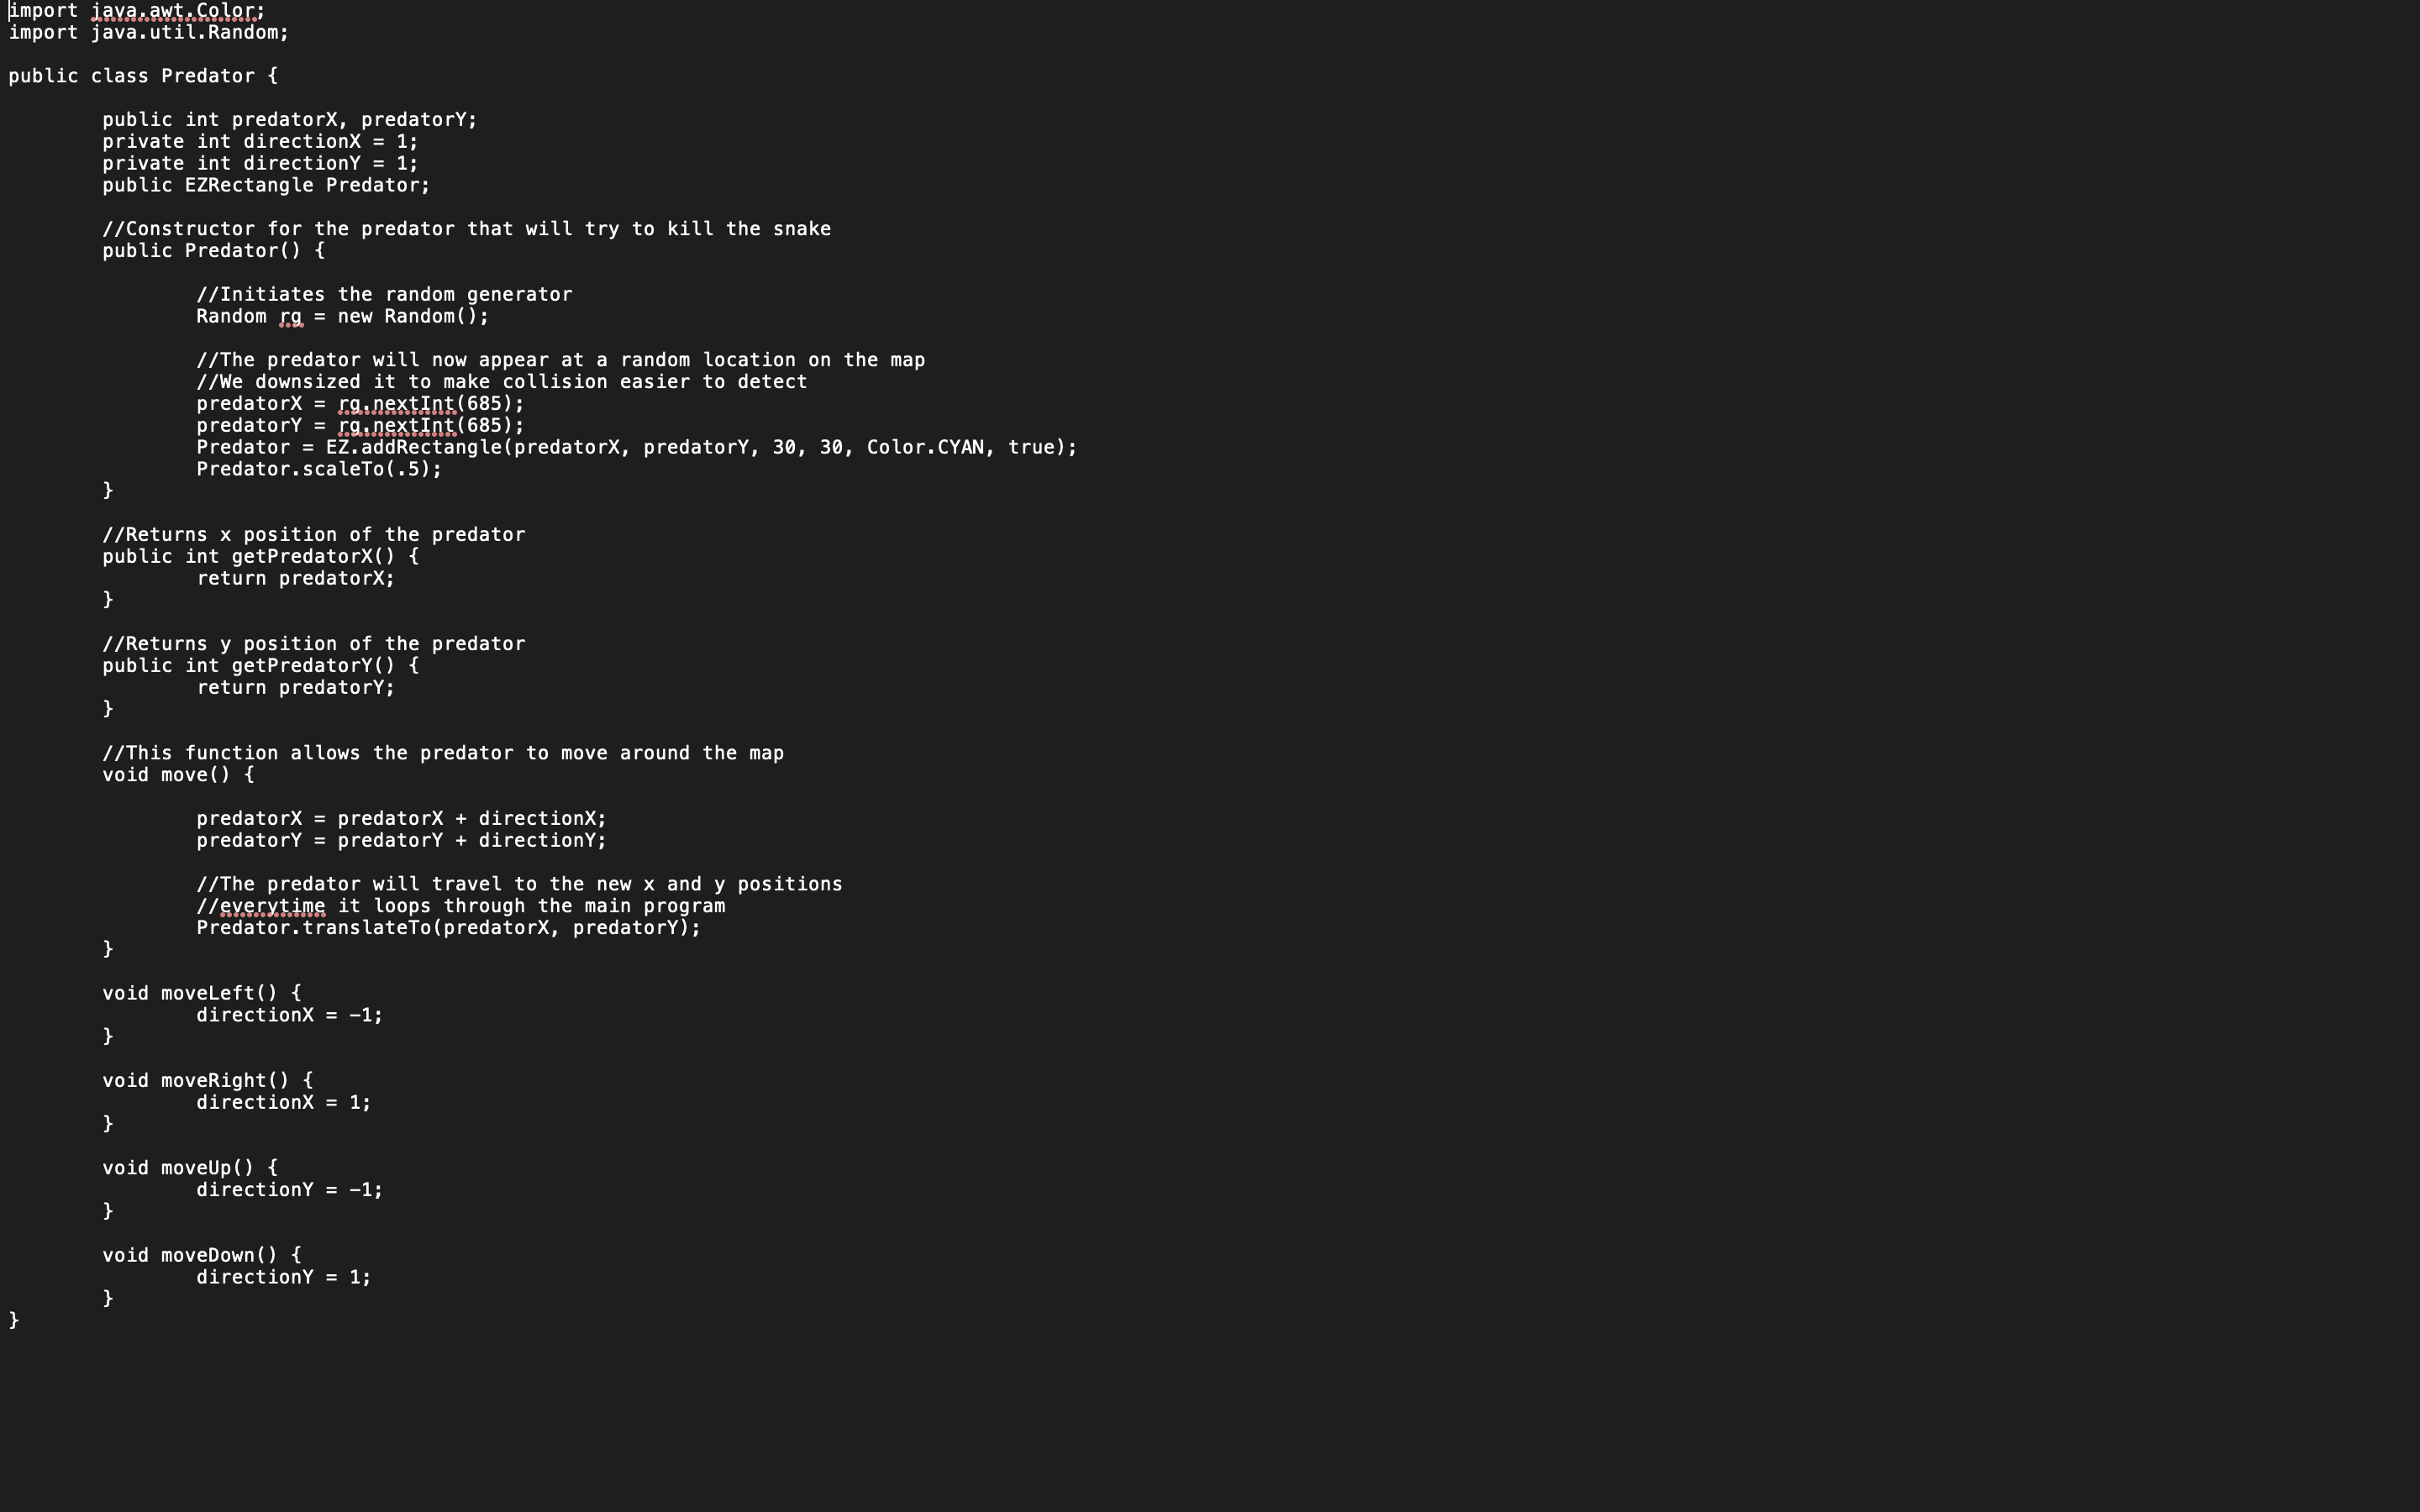 import java.awt.Color;
import java.util.Random;

public class Predator {

	public int predatorX, predatorY;
	private int directionX = 1;
	private int directionY = 1;
	public EZRectangle Predator;

	//Constructor for the predator that will try to kill the snake
	public Predator() {

		//Initiates the random generator
		Random rg = new Random();

		//The predator will now appear at a random location on the map
		//We downsized it to make collision easier to detect
		predatorX = rg.nextInt(685);
		predatorY = rg.nextInt(685);
		Predator = EZ.addRectangle(predatorX, predatorY, 30, 30, Color.CYAN, true);
		Predator.scaleTo(.5);
	}

	//Returns x position of the predator
	public int getPredatorX() {
		return predatorX;
	}

	//Returns y position of the predator
	public int getPredatorY() {
		return predatorY;
	}

	//This function allows the predator to move around the map
	void move() {

		predatorX = predatorX + directionX;
		predatorY = predatorY + directionY;

		//The predator will travel to the new x and y positions
		//everytime it loops through the main program
		Predator.translateTo(predatorX, predatorY);
	}

	void moveLeft() {
		directionX = -1;
	}

	void moveRight() {
		directionX = 1;
	}

	void moveUp() {
		directionY = -1;
	}

	void moveDown() {
		directionY = 1;
	}
}